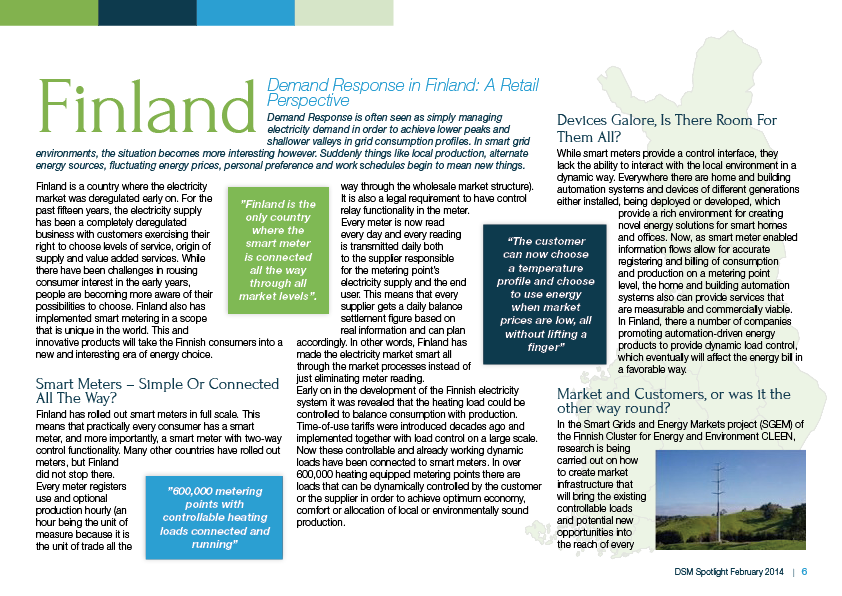 Finland
Demand Response in Finland: A Retail
Perspective
Demand Response is often seen as simply managing
electricity demand in order to achieve lower peaks and
shallower valleys in grid consumption profiles. In smart grid
environments, the situation becomes more interesting however. Suddenly things like local production, alternate
energy sources, fluctuating energy prices, personal preference and work schedules begin to mean new things.
Finland is a country where the electricity
market was deregulated early on. For the
past fifteen years, the electricity supply
has been a completely deregulated
business with customers exercising their
right to choose levels of service, origin of
supply and value added services. While
there have been challenges in rousing
consumer interest in the early years,
people are becoming more aware of their
possibilities to choose. Finland also has
implemented smart metering in a scope
that is unique in the world. This and
innovative products will take the Finnish consumers into a
new and interesting era of energy choice.
"Finland is the
only country
where the
smart meter
is connected
all the way
through all
market levels".
Smart Meters – Simple Or Connected
All The Way?
Finland has rolled out smart meters in full scale. This
means that practically every consumer has a smart
meter, and more importantly, a smart meter with two-way
control functionality. Many other countries have rolled out
meters, but Finland
did not stop there.
Every meter registers
use and optional
production hourly (an
hour being the unit of
measure because it is
the unit of trade all the
"600,000 metering
points with
controllable heating
loads connected and
running"
way through the wholesale market structure).
It is also a legal requirement to have control
relay functionality in the meter.
Every meter is now read
every day and every reading
is transmitted daily both
to the supplier responsible
for the metering point's
electricity supply and the end
user. This means that every
supplier gets a daily balance
settlement figure based on
real information and can plan
accordingly. In other words, Finland has
made the electricity market smart all
through the market processes instead of
just eliminating meter reading.
Early on in the development of the Finnish electricity
system it was revealed that the heating load could be
controlled to balance consumption with production.
Time-of-use tariffs were introduced decades ago and
implemented together with load control on a large scale.
Now these controllable and already working dynamic
loads have been connected to smart meters. In over
600,000 heating equipped metering points there are
loads that can be dynamically controlled by the customer
or the supplier in order to achieve optimum economy,
comfort or allocation of local or environmentally sound
production.
"The customer
can now choose
a temperature
profile and choose
to use energy
when market
prices are low, all
without lifting a
finger"
Devices Galore, Is There Room For
Them All?
While smart meters provide a control interface, they
lack the ability to interact with the local environment in a
dynamic way. Everywhere there are home and building
automation systems and devices of different generations
either installed, being deployed or developed, which
provide a rich environment for creating
novel energy solutions for smart homes
and offices. Now, as smart meter enabled
information flows allow for accurate
registering and billing of consumption
and production on a metering point
level, the home and building automation
systems also can provide services that
are measurable and commercially viable.
In Finland, there a number of companies
promoting automation-driven energy
products to provide dynamic load control,
which eventually will affect the energy bill in
a favorable way.
Market and Customers, or was it the
other way round?
In the Smart Grids and Energy Markets project (SGEM) of
the Finnish Cluster for Energy and Environment CLEEN,
research is being
carried out on how
to create market
infrastructure that
will bring the existing
controllable loads
and potential new
opportunities into
the reach of every
DSM Spotlight February 2014 | 6